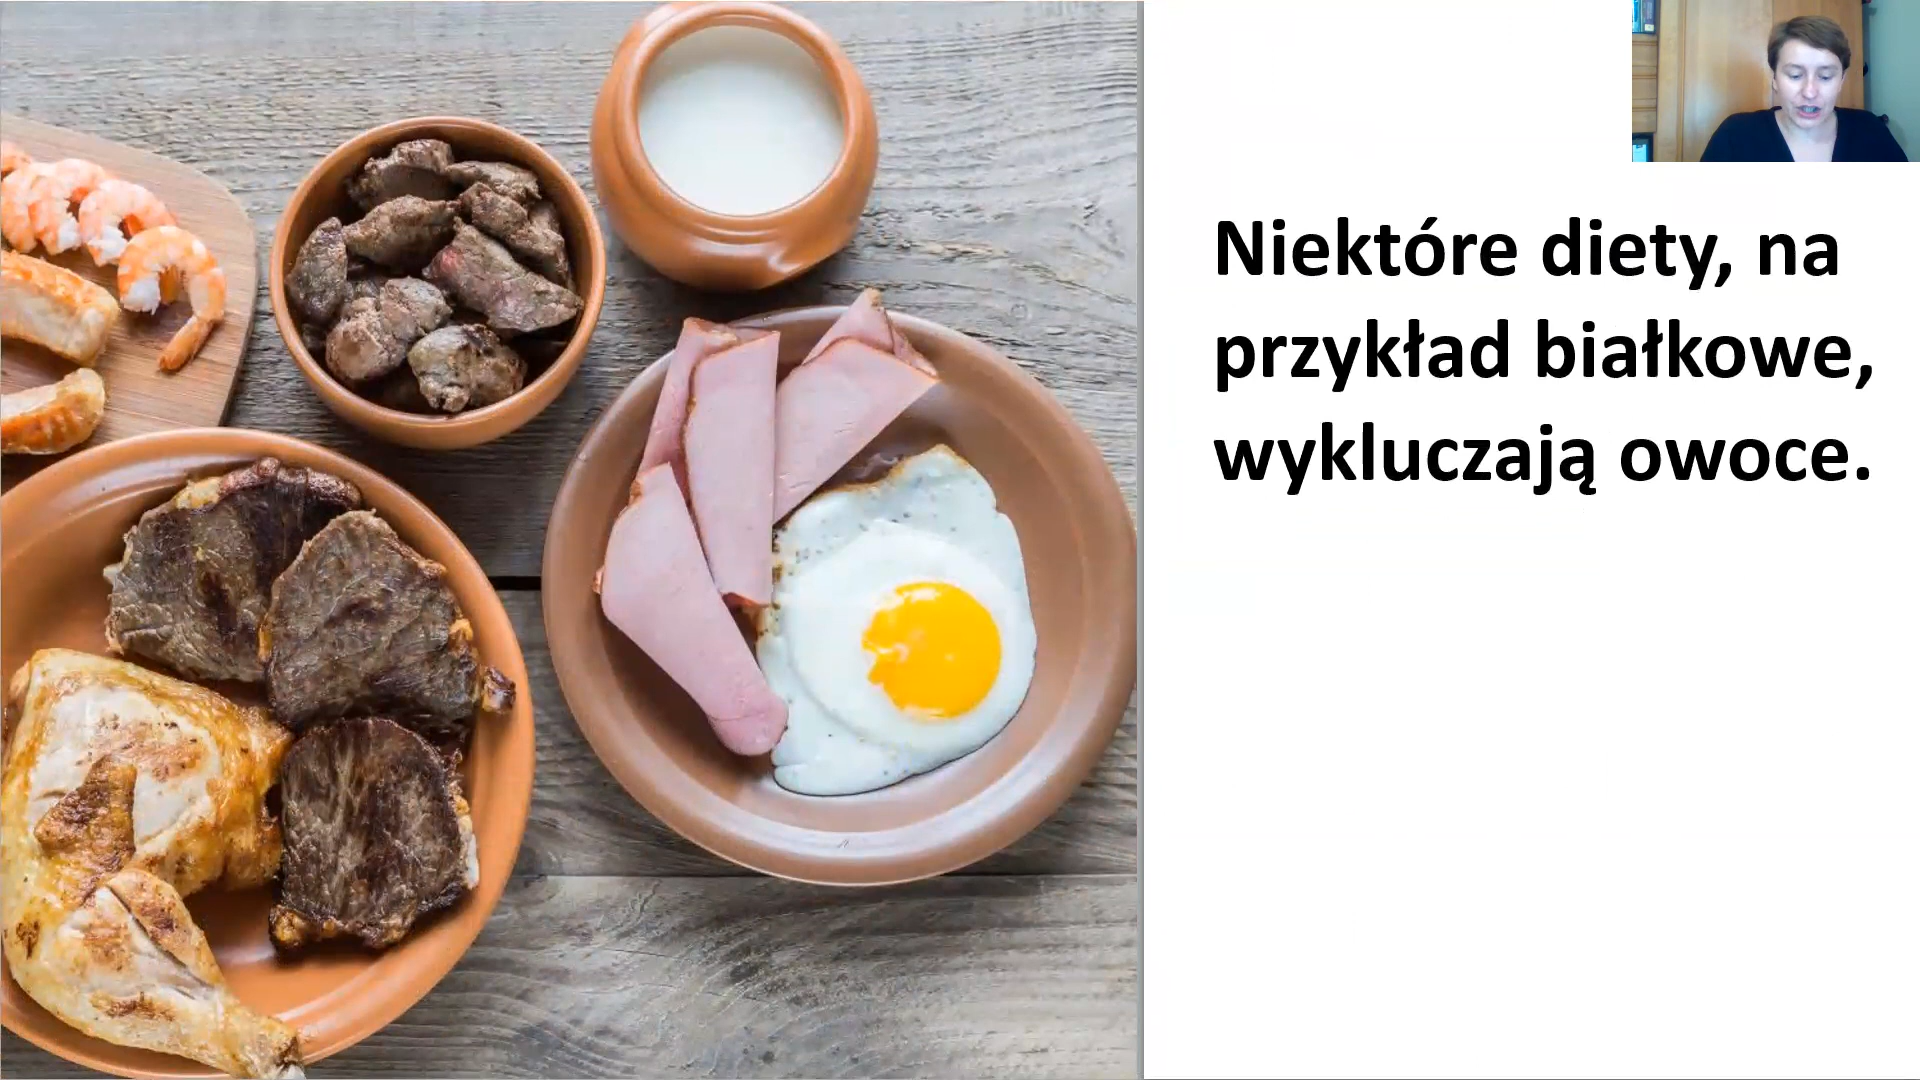 Niektóre diety, na
przykład białkowe,
wykluczają owoce.